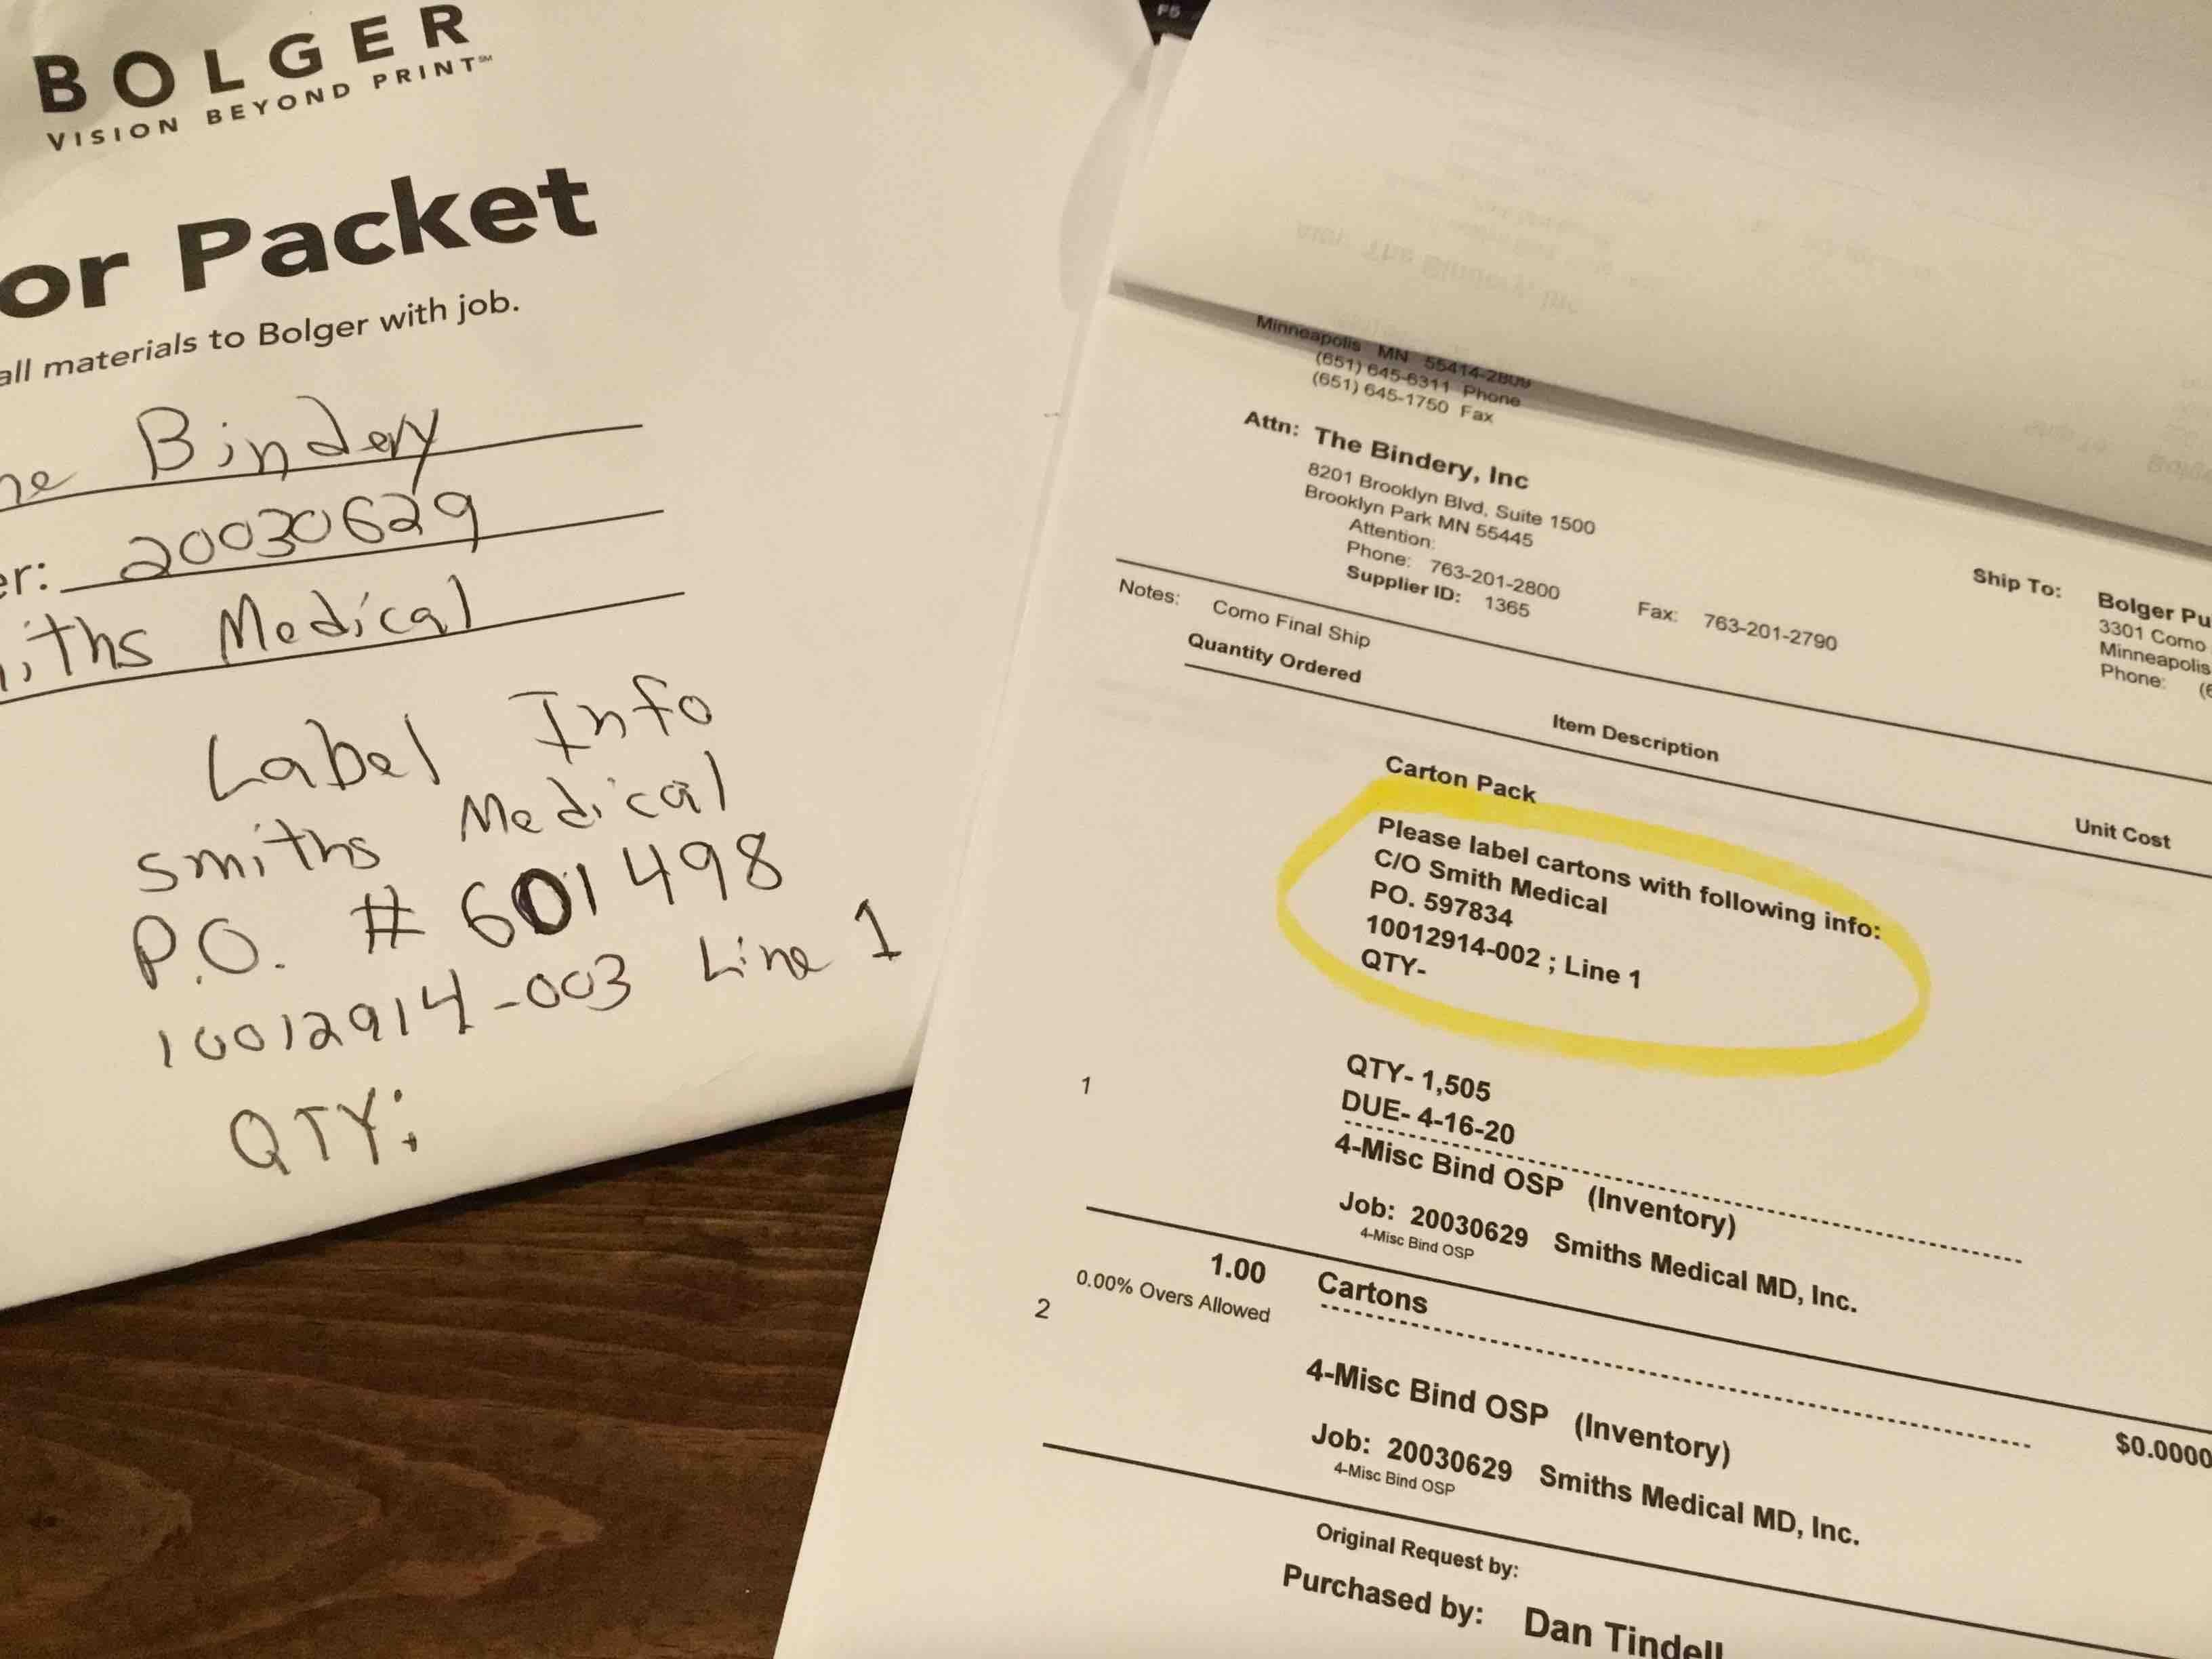 BOLGER
VISION BEYOND PRINT℠
or Packet
all materials to Bolger with job.
Bindery
er: 20030629
iths Medical
Label Info
smiths Medical
P.O. # 601498
10012914-003 Line 1
QTY:
F5
Minneapolis MN 55414-2809
(651) 645-6311 Phone
(651) 645-1750 Fax
Attn: The Bindery, Inc
8201 Brooklyn Blvd, Suite 1500
Brooklyn Park MN 55445
Attention:
Phone: 763-201-2800 Fax: 763-201-2790
Supplier ID: 1365
Ship To: Bolger Pu
3301 Como
Minneapolis
Phone: (6
Notes: Como Final Ship
Quantity Ordered Item Description Unit Cost
Carton Pack
Please label cartons with following info:
C/O Smith Medical
PO. 597834
10012914-002 ; Line 1
QTY-
QTY- 1,505
DUE- 4-16-20
1 4-Misc Bind OSP (Inventory)
Job: 20030629 Smiths Medical MD, Inc.
4-Misc Bind OSP
1.00 Cartons
0.00% Overs Allowed
2 4-Misc Bind OSP (Inventory) $0.0000
Job: 20030629 Smiths Medical MD, Inc.
4-Misc Bind OSP
Original Request by:
Purchased by: Dan Tindell